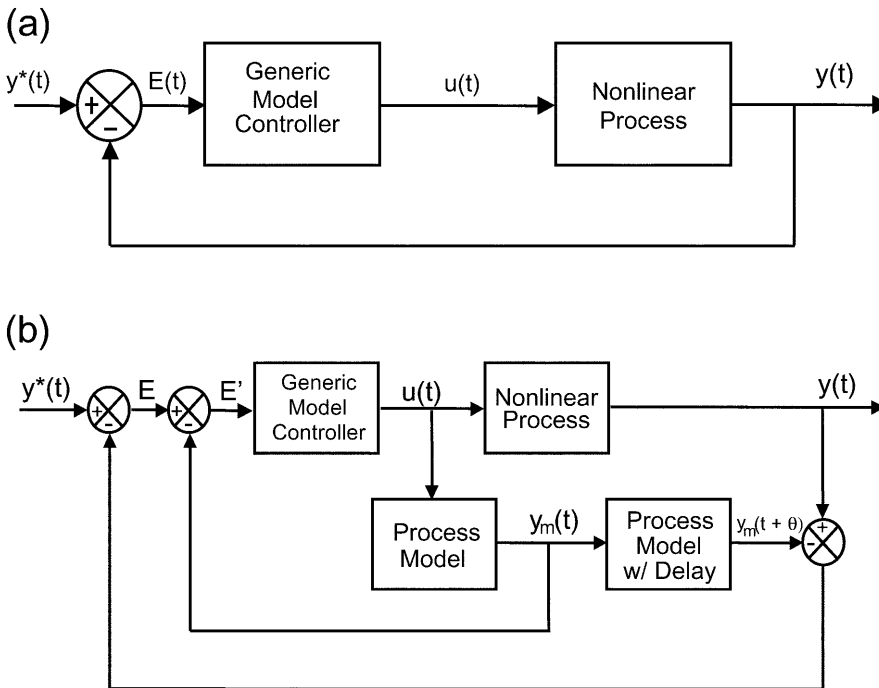 (a)
y*(t)
+
-
E(t)
Generic
Model
Controller
u(t)
Nonlinear
Process
y(t)
(b)
y*(t)
+
-
E
+
-
E'
Generic
Model
Controller
u(t)
Nonlinear
Process
y(t)
Process
Model
ym(t)
Process
Model
w/ Delay
ym(t + θ)
+
-